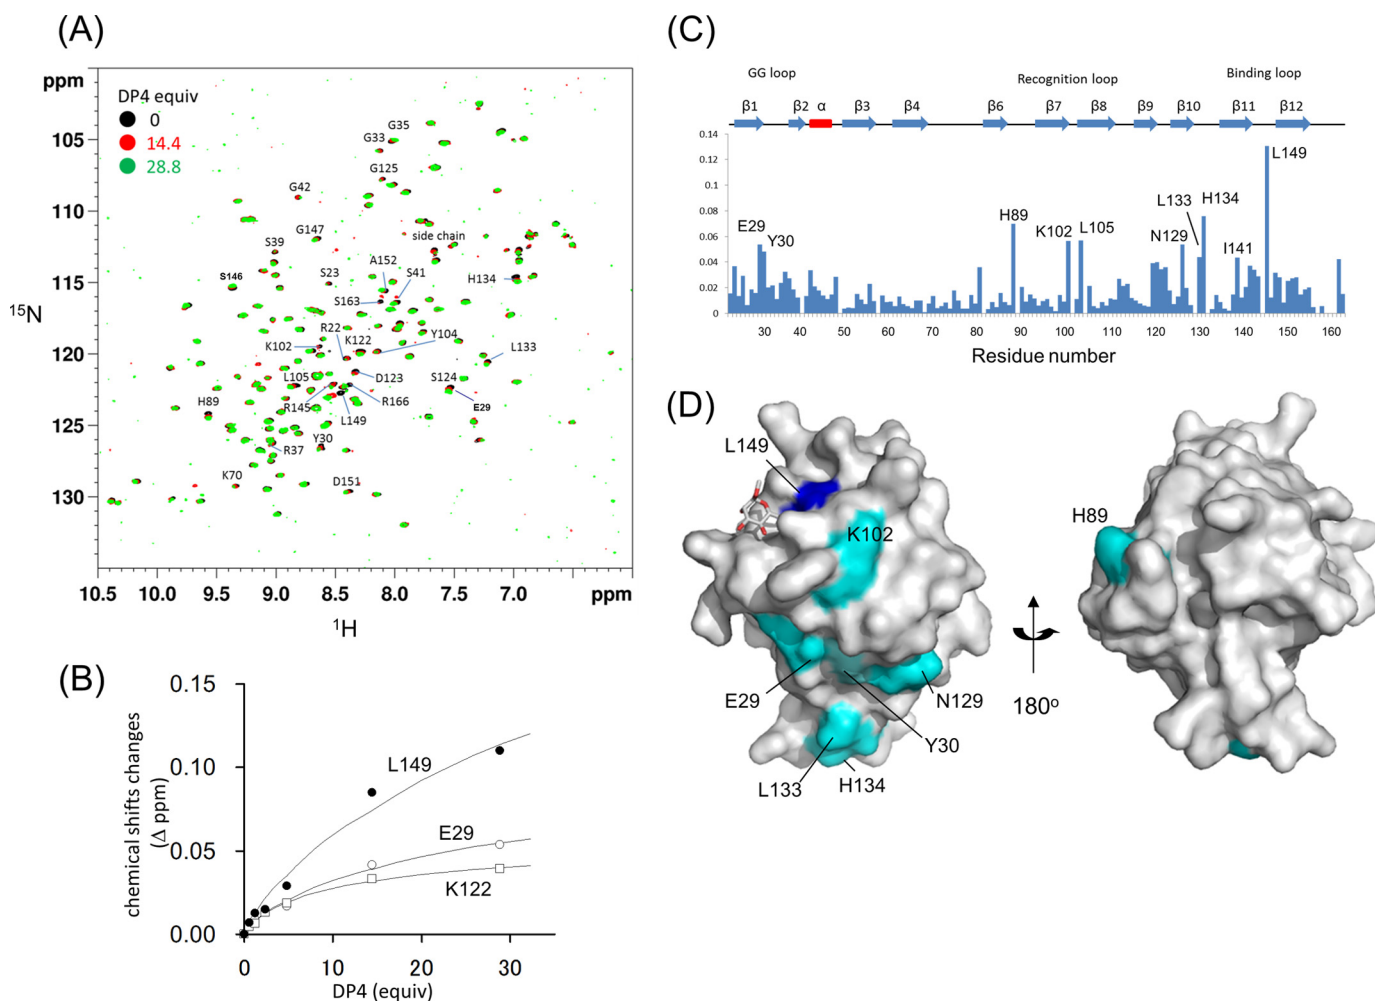 (A)
ppm
DP4 equiv
0
14.4
28.8
105
110
115
120
125
130
15N
10.5 10.0 9.5 9.0 8.5 8.0 7.5 7.0 ppm
1H
G35
G33
G125
G42
G147
side chain
S39
A152
S41
S146
S23
H134
S163
R22
K122
Y104
K102
L133
L105
D123
S124
R145
R166
E29
H89
L149
Y30
R37
K70
D151
(B)
chemical shifts changes
(Δ ppm)
0.15
0.10
0.05
0.00
L149
E29
K122
0 10 20 30
DP4 (equiv)
(C)
GG loop Recognition loop Binding loop
β1 β2 α β3 β4 β6 β7 β8 β9 β10 β11 β12
0.14
0.12
0.1
0.08
0.06
0.04
0.02
0
L149
L133
H134
H89
E29
Y30
K102
L105
N129
I141
30 40 50 60 70 80 90 100 110 120 130 140 150 160
Residue number
(D)
L149
K102
E29
N129
Y30
L133
H134
180o
H89